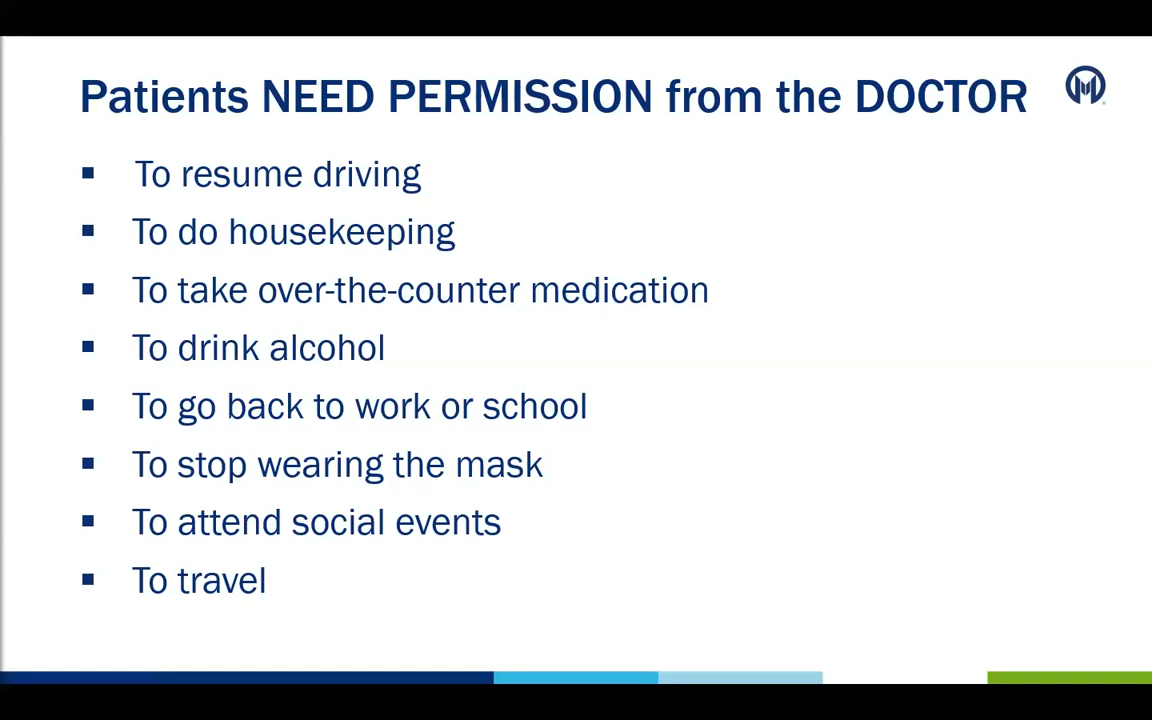 Patients NEED PERMISSION from the DOCTOR
▪ To resume driving
▪ To do housekeeping
▪ To take over-the-counter medication
▪ To drink alcohol
▪ To go back to work or school
▪ To stop wearing the mask
▪ To attend social events
▪ To travel